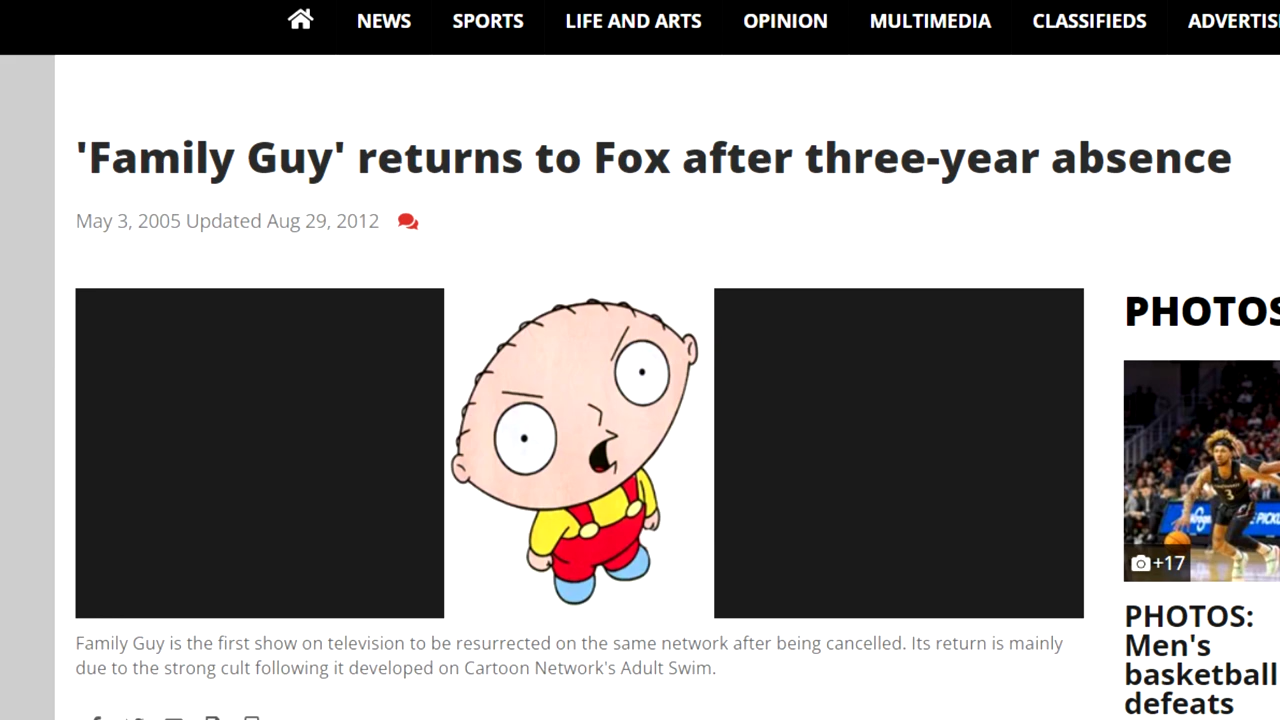 NEWS SPORTS LIFE AND ARTS OPINION MULTIMEDIA CLASSIFIEDS
'Family Guy' returns to Fox after three-year absence
May 3, 2005 Updated Aug 29, 2012
PHOTOS
3
+17
Family Guy is the first show on television to be resurrected on the same network after being cancelled. Its return is mainly
due to the strong cult following it developed on Cartoon Network's Adult Swim.
PHOTOS:
Men's
basketball
defeats